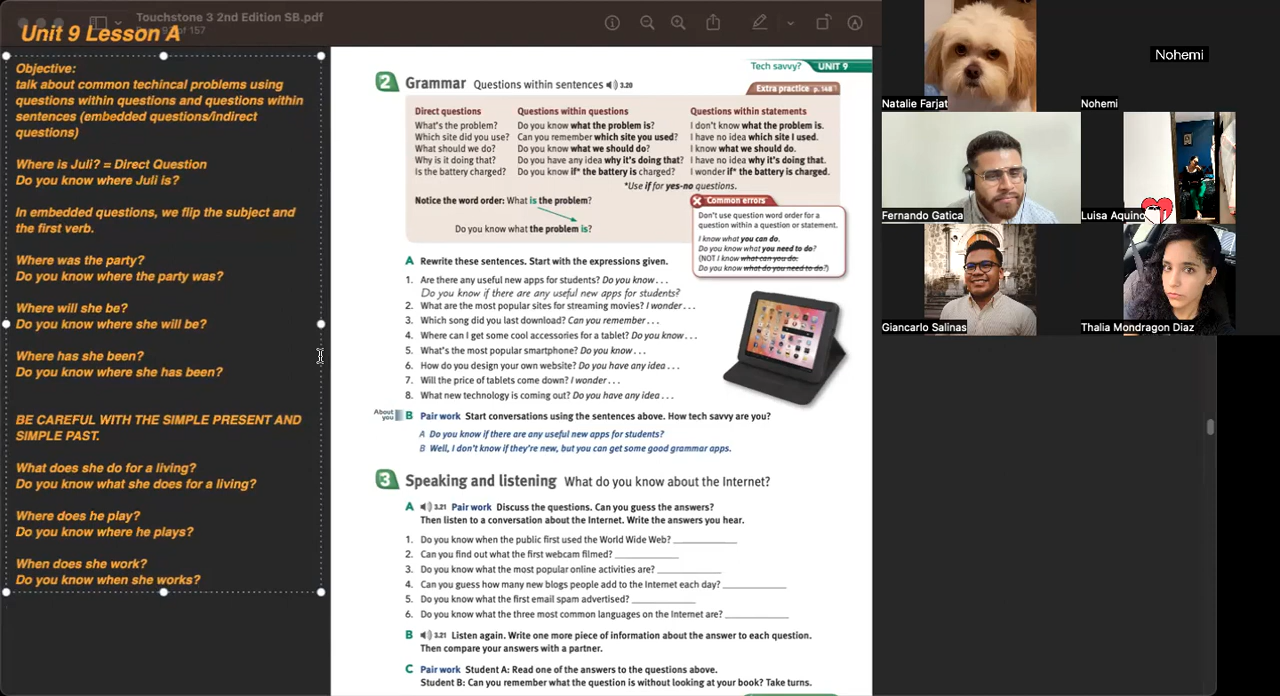 Touchstone 3 2nd Edition SB.pdf
of 157
Unit 9 Lesson A
Objective:
talk about common techincal problems using
questions within questions and questions within
sentences (embedded questions/indirect
questions)
Where is Juli? = Direct Question
Do you know where Juli is?
In embedded questions, we flip the subject and
the first verb.
Where was the party?
Do you know where the party was?
Where will she be?
Do you know where she will be?
Where has she been?
Do you know where she has been?
BE CAREFUL WITH THE SIMPLE PRESENT AND
SIMPLE PAST.
What does she do for a living?
Do you know what she does for a living?
Where does he play?
Do you know where he plays?
When does she work?
Do you know when she works?
Tech savvy? UNIT 9
2 Grammar Questions within sentences 3.20
Extra practice p. 148
Direct questions Questions within questions Questions within statements
What's the problem? Do you know what the problem is? I don't know what the problem is.
Which site did you use? Can you remember which site you used? I have no idea which site I used.
What should we do? Do you know what we should do? I know what we should do.
Why is it doing that? Do you have any idea why it's doing that? I have no idea why it's doing that.
Is the battery charged? Do you know if* the battery is charged? I wonder if* the battery is charged.
*Use if for yes-no questions.
Notice the word order: What is the problem?
Do you know what the problem is?
Common errors
Don't use question word order for a
question within a question or statement.
I know what you can do.
Do you know what you need to do?
(NOT I know what can you do.
Do you know what do you need to do?)
A Rewrite these sentences. Start with the expressions given.
1. Are there any useful new apps for students? Do you know . . .
Do you know if there are any useful new apps for students?
2. What are the most popular sites for streaming movies? I wonder . . .
3. Which song did you last download? Can you remember . . .
4. Where can I get some cool accessories for a tablet? Do you know . . .
5. What's the most popular smartphone? Do you know . . .
6. How do you design your own website? Do you have any idea . . .
7. Will the price of tablets come down? I wonder . . .
8. What new technology is coming out? Do you have any idea . . .
About you B Pair work Start conversations using the sentences above. How tech savvy are you?
A Do you know if there are any useful new apps for students?
B Well, I don't know if they're new, but you can get some good grammar apps.
3 Speaking and listening What do you know about the Internet?
A 3.21 Pair work Discuss the questions. Can you guess the answers?
Then listen to a conversation about the Internet. Write the answers you hear.
1. Do you know when the public first used the World Wide Web?
2. Can you find out what the first webcam filmed?
3. Do you know what the most popular online activities are?
4. Can you guess how many new blogs people add to the Internet each day?
5. Do you know what the first email spam advertised?
6. Do you know what the three most common languages on the Internet are?
B 3.21 Listen again. Write one more piece of information about the answer to each question.
Then compare your answers with a partner.
C Pair work Student A: Read one of the answers to the questions above.
Student B: Can you remember what the question is without looking at your book? Take turns.
Nohemi
Natalie Farjat
Nohemi
Fernando Gatica
Luisa Aquino
Giancarlo Salinas
Thalia Mondragon Diaz